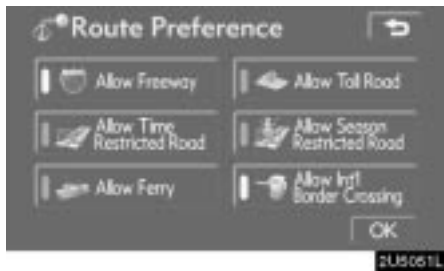 Route Preference
Allow Freeway
Allow Toll Road
Allow Time
Restricted Road
Allow Season
Restricted Road
Allow Ferry
Allow Int'l
Border Crossing
OK
2U5051L